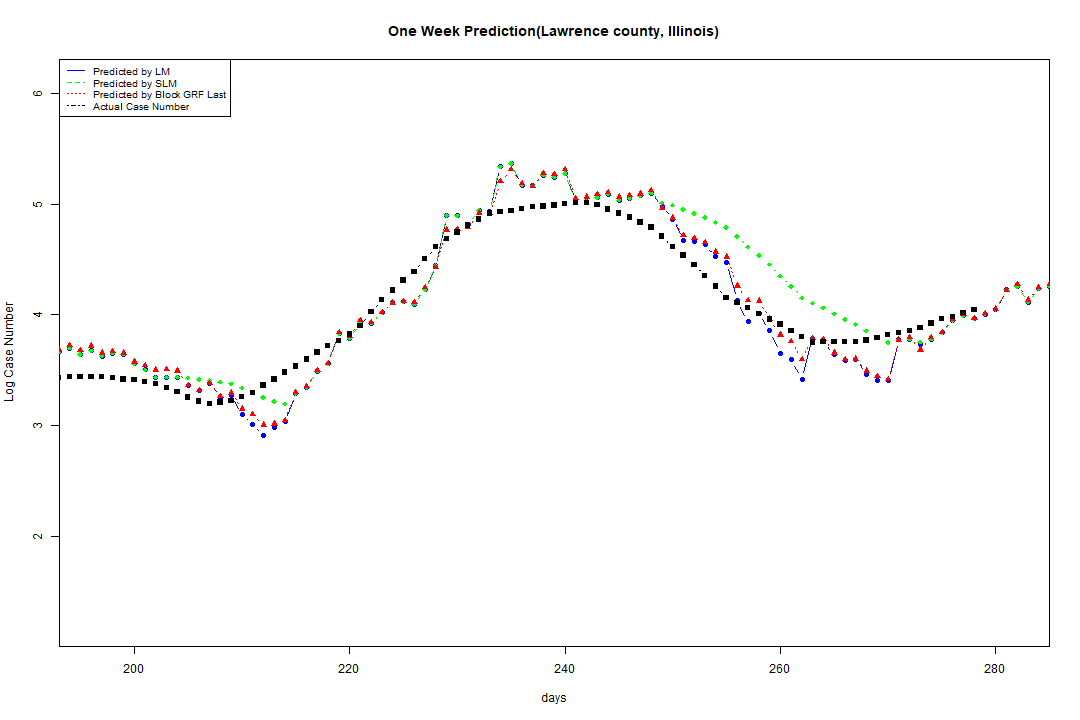 One Week Prediction(Lawrence county, Illinois)
Predicted by LM
Predicted by SLM
Predicted by Block GRF Last
Actual Case Number
6
5
4
3
2
Log Case Number
200 220 240 260 280
days